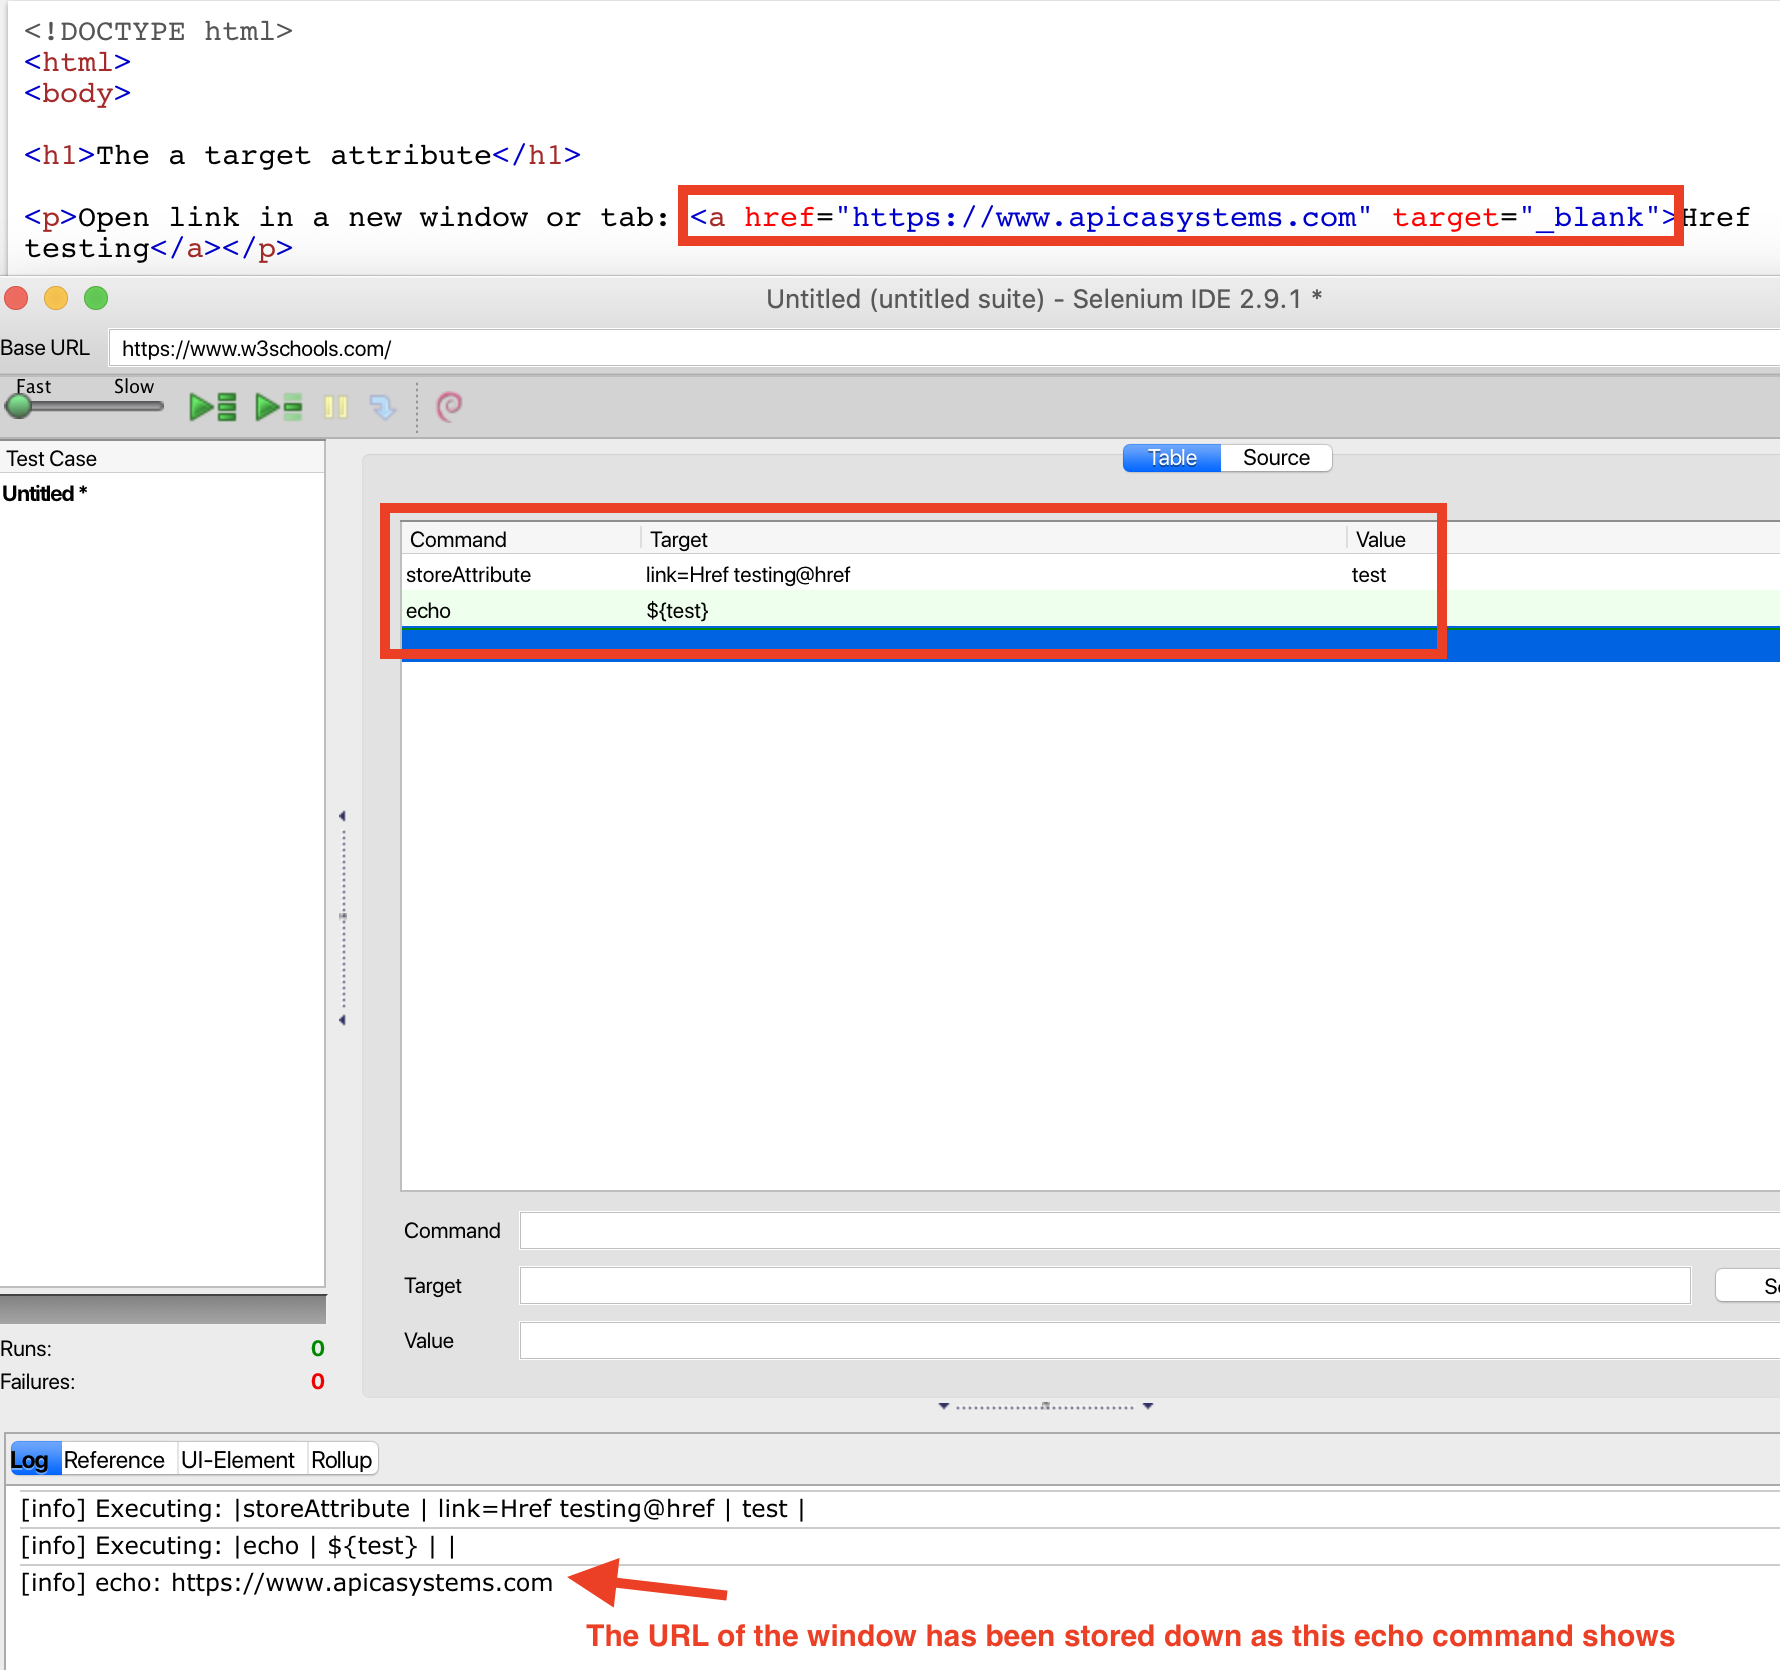 <!DOCTYPE html>
<html>
<body>
<h1>The a target attribute</h1>
<p>Open link in a new window or tab: <a href="https://www.apicasystems.com" target="_blank">Href
testing</a></p>
Untitled (untitled suite) - Selenium IDE 2.9.1 *
Base URL https://www.w3schools.com/
Fast Slow
Test Case
Table Source
Untitled *
Command Target Value
storeAttribute link=Href testing@href test
echo ${test}
Command
Target
Value
Runs: 0
Failures: 0
Log Reference UI-Element Rollup
[info] Executing: |storeAttribute | link=Href testing@href | test |
[info] Executing: |echo | ${test} | |
[info] echo: https://www.apicasystems.com
The URL of the window has been stored down as this echo command shows